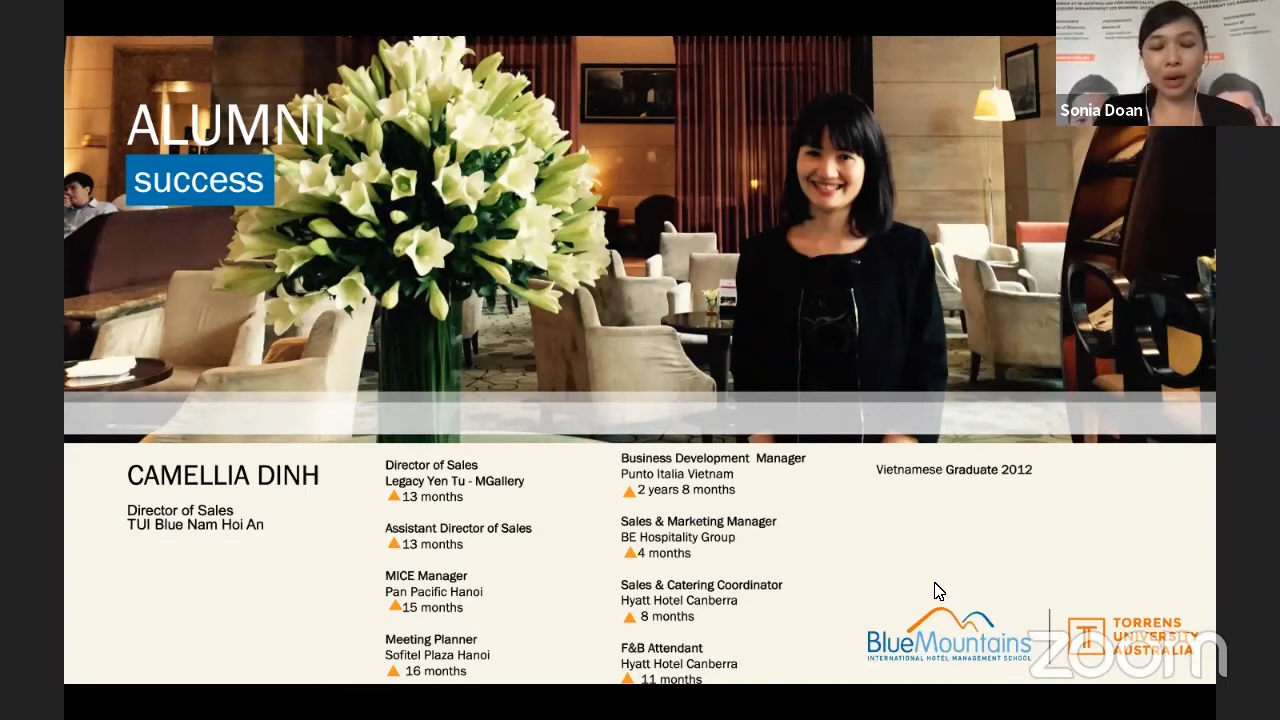 ALUMNI
success
Sonia Doan
CAMELLIA DINH
Director of Sales
TUI Blue Nam Hoi An
Director of Sales
Legacy Yen Tu - MGallery
13 months
Assistant Director of Sales
13 months
MICE Manager
Pan Pacific Hanoi
15 months
Meeting Planner
Sofitel Plaza Hanoi
16 months
Business Development Manager
Punto Italia Vietnam
2 years 8 months
Sales & Marketing Manager
BE Hospitality Group
4 months
Sales & Catering Coordinator
Hyatt Hotel Canberra
8 months
F&B Attendant
Hyatt Hotel Canberra
11 months
Vietnamese Graduate 2012
BlueMountains
INTERNATIONAL HOTEL MANAGEMENT SCHOOL
TORRENS
UNIVERSITY
AUSTRALIA
zoom